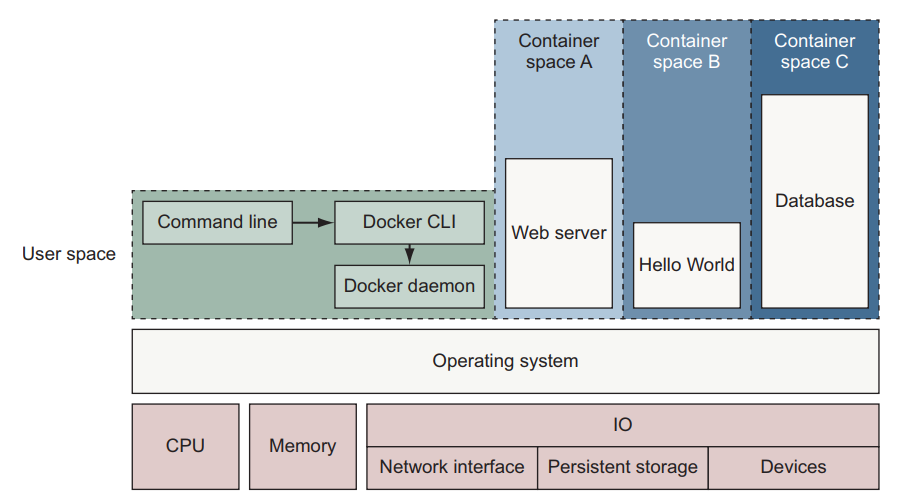 Container
space A
Container
space B
Container
space C
Database
Command line
Docker CLI
Web server
User space
Hello World
Docker daemon
Operating system
CPU
Memory
IO
Network interface
Persistent storage
Devices